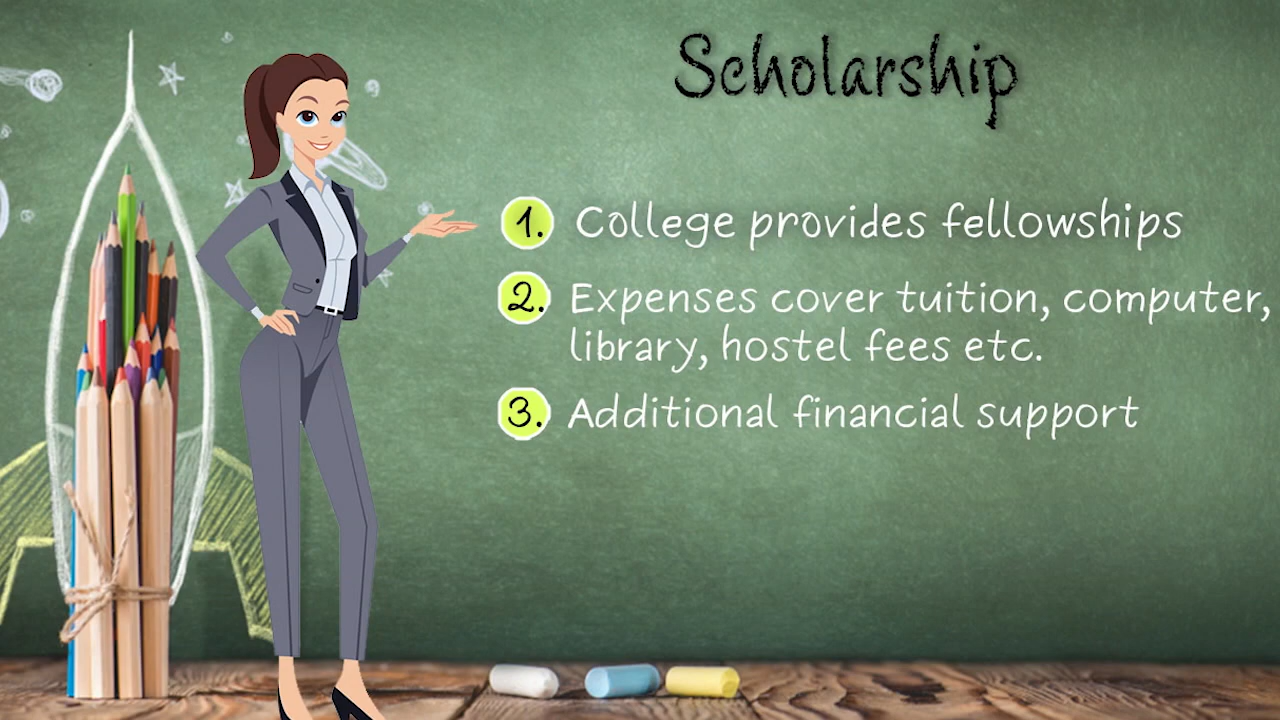 Scholarship
1. College provides fellowships
2. Expenses cover tuition, computer,
library, hostel fees etc.
3. Additional financial support